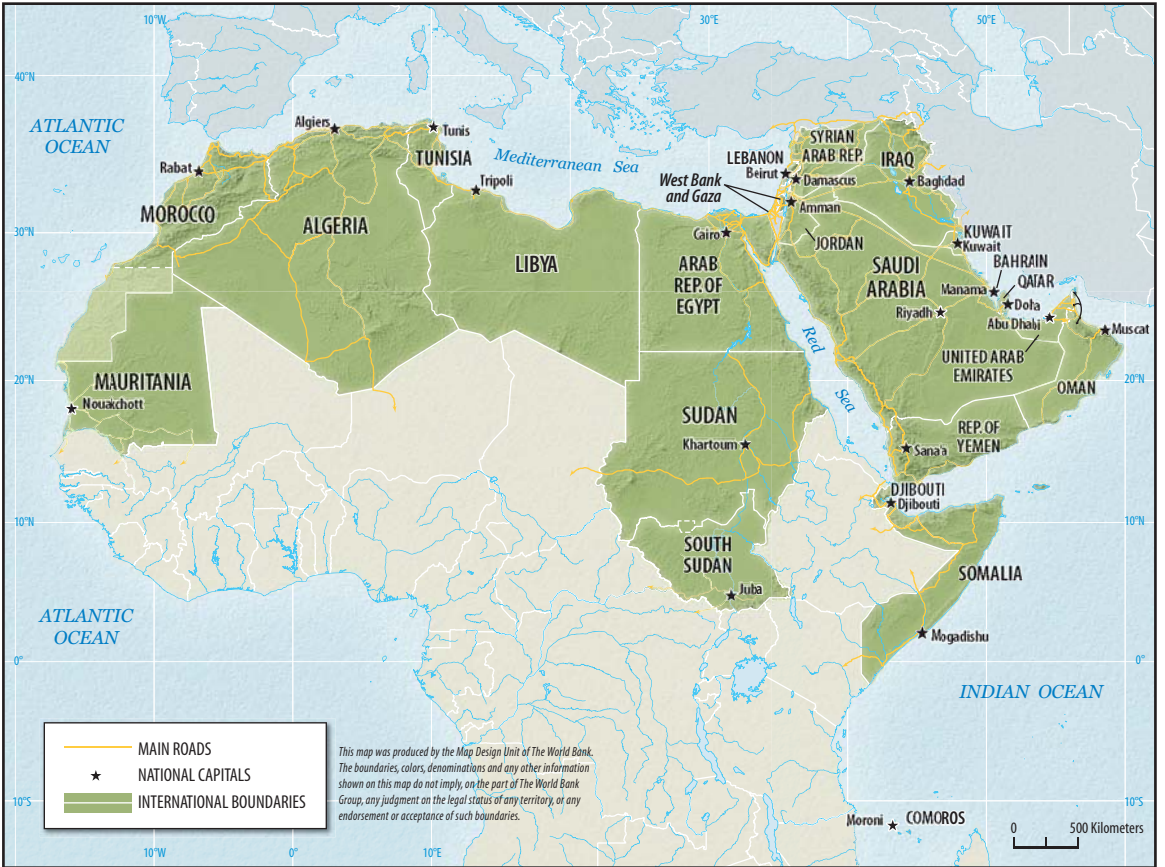 10°W
30°E
50°E
40°N
ATLANTIC
OCEAN
Algiers
Tunis
TUNISIA
Mediterranean Sea
Rabat
Tripoli
MOROCCO
ALGERIA
LIBYA
SYRIAN
ARAB REP.
IRAQ
LEBANON
Beirut
Damascus
Baghdad
West Bank
and Gaza
Amman
JORDAN
30°N
Cairo
ARAB
REP. OF
EGYPT
KUWAIT
Kuwait
BAHRAIN
QATAR
SAUDI
ARABIA
Manama
Doha
Riyadh
Abu Dhabi
Muscat
UNITED ARAB
EMIRATES
OMAN
Red
Sea
20°N
20°N
MAURITANIA
Nouakchott
SUDAN
Khartoum
REP. OF
YEMEN
Sana'a
DJIBOUTI
Djibouti
10°N
10°N
SOUTH
SUDAN
Juba
SOMALIA
Mogadishu
ATLANTIC
OCEAN
0°
0°
INDIAN OCEAN
MAIN ROADS
NATIONAL CAPITALS
INTERNATIONAL BOUNDARIES
This map was produced by the Map Design Unit of The World Bank.
The boundaries, colors, denominations and any other information
shown on this map do not imply, on the part of The World Bank
Group, any judgment on the legal status of any territory, or any
endorsement or acceptance of such boundaries.
10°S
10°S
Moroni
COMOROS
0 500 Kilometers
10°W
0°
10°E